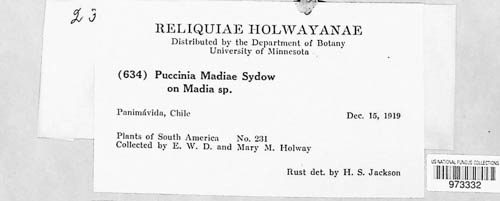 23
RELIQUIAE HOLWAYANAE
Distributed by the Department of Botany
University of Minnesota
(634) Puccinia Madiae Sydow
on Madia sp.
Panimávida, Chile Dec. 15, 1919
Plants of South America No. 231
Collected by E. W. D. and Mary M. Holway
Rust det. by H. S. Jackson
US NATIONAL FUNGUS COLLECTIONS
973332